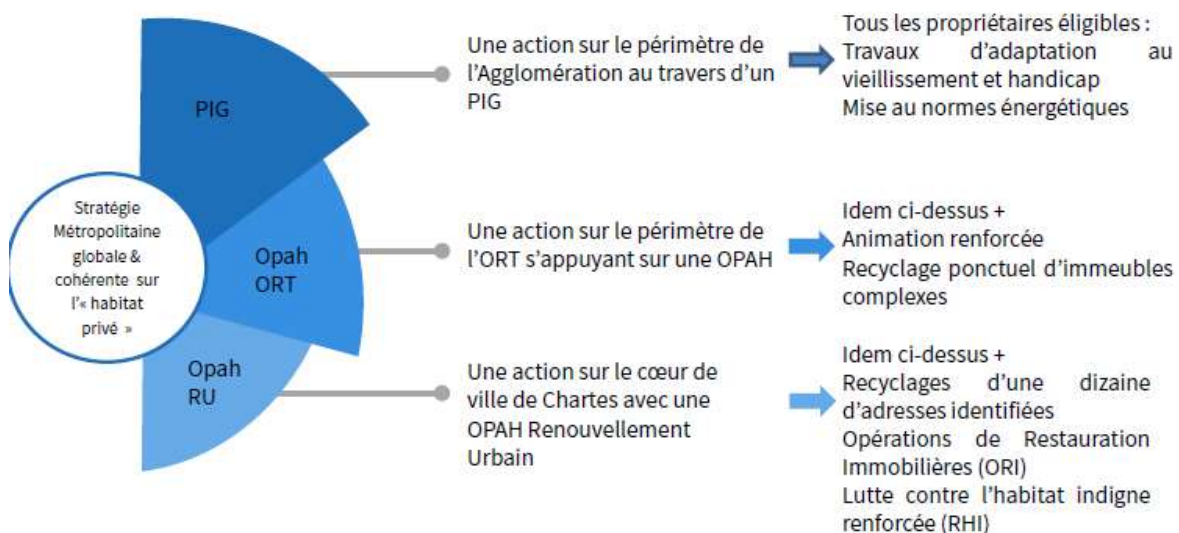 Stratégie
Métropolitaine
globale &
cohérente sur
l'« habitat
privé »
PIG
Une action sur le périmètre de
l'Agglomération au travers d'un
PIG
Tous les propriétaires éligibles :
Travaux d'adaptation au
vieillissement et handicap
Mise au normes énergétiques
Opah
ORT
Une action sur le périmètre de
l'ORT s'appuyant sur une OPAH
Idem ci-dessus +
Animation renforcée
Recyclage ponctuel d'immeubles
complexes
Opah
RU
Une action sur le cœur de
ville de Chartes avec une
OPAH Renouvellement
Urbain
Idem ci-dessus +
Recyclages d'une dizaine
d'adresses identifiées
Opérations de Restauration
Immobilières (ORI)
Lutte contre l'habitat indigne
renforcée (RHI)